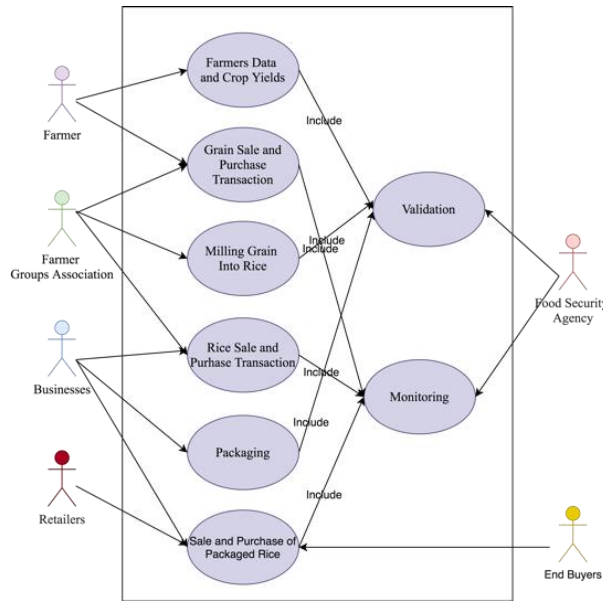 Farmers Data
and Crop Yields
Farmer
Include
Grain Sale and
Purchase
Transaction
Validation
Farmer
Groups Association
Milling Grain
Into Rice
Include
Include
Food Security
Agency
Businesses
Rice Sale and
Purhase Transaction
Include
Monitoring
Include
Packaging
Retailers
Include
Sale and Purchase of
Packaged Rice
End Buyers